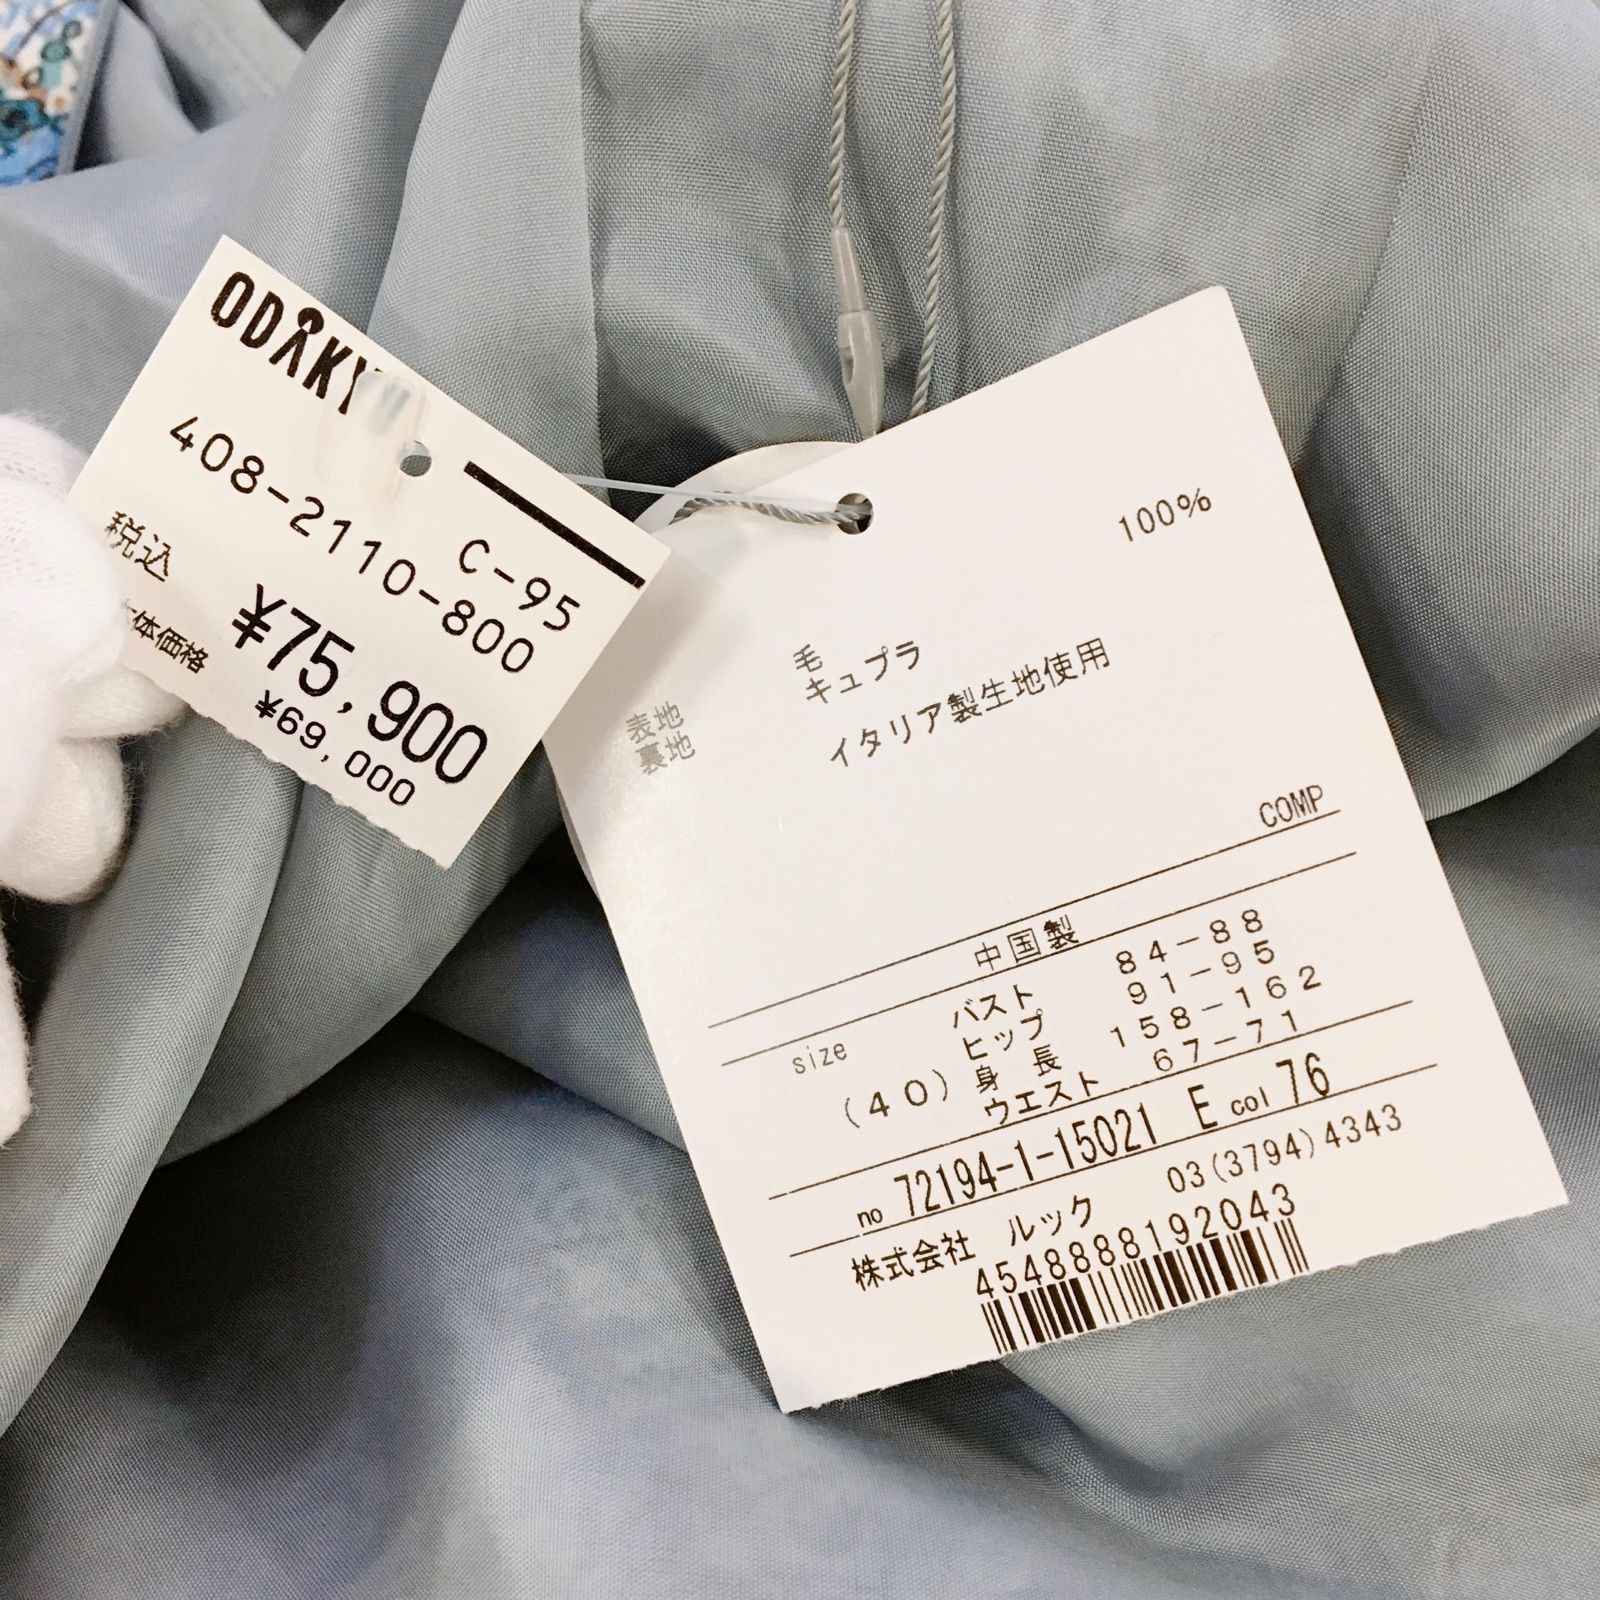 ODAKY
C-95
408-2110-800
税込 ¥75,900
体価格 ¥69,000
100%
表地 毛
裏地 キュプラ
イタリア製生地使用
COMP
中国製
size
(40)
バスト 84-88
ヒップ 91-95
身長 158-162
ウエスト 67-71
no 72194-1-15021 E col 76
株式会社 ルック 03(3794)4343
4548888192043